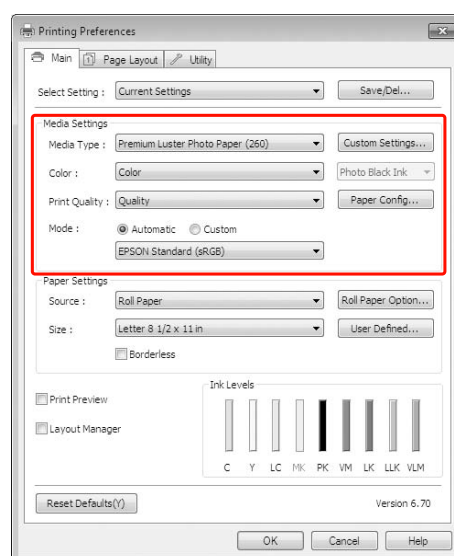 Printing Preferences
Main Page Layout Utility
Select Setting : Current Settings Save/Del...
Media Settings
Media Type : Premium Luster Photo Paper (260) Custom Settings...
Color : Color Photo Black Ink
Print Quality : Quality Paper Config...
Mode : Automatic Custom
EPSON Standard (sRGB)
Paper Settings
Source : Roll Paper Roll Paper Option...
Size : Letter 8 1/2 x 11 in User Defined...
Borderless
Ink Levels
Print Preview
Layout Manager
C Y LC MK PK VM LK LLK VLM
Reset Defaults(Y) Version 6.70
OK Cancel Help